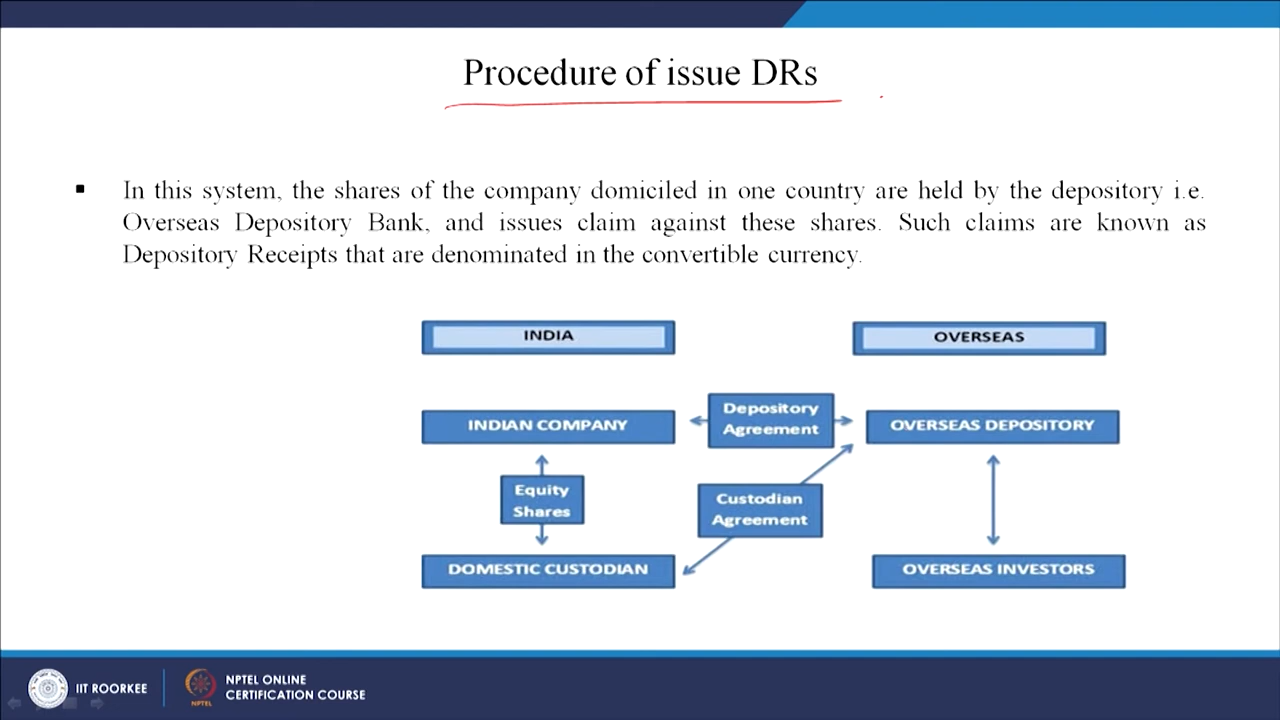 Procedure of issue DRs
▪ In this system, the shares of the company domiciled in one country are held by the depository i.e.
Overseas Depository Bank, and issues claim against these shares. Such claims are known as
Depository Receipts that are denominated in the convertible currency.
INDIA
OVERSEAS
Depository
Agreement
INDIAN COMPANY
OVERSEAS DEPOSITORY
Equity
Shares
Custodian
Agreement
DOMESTIC CUSTODIAN
OVERSEAS INVESTORS
IIT ROORKEE
NPTEL
NPTEL ONLINE
CERTIFICATION COURSE